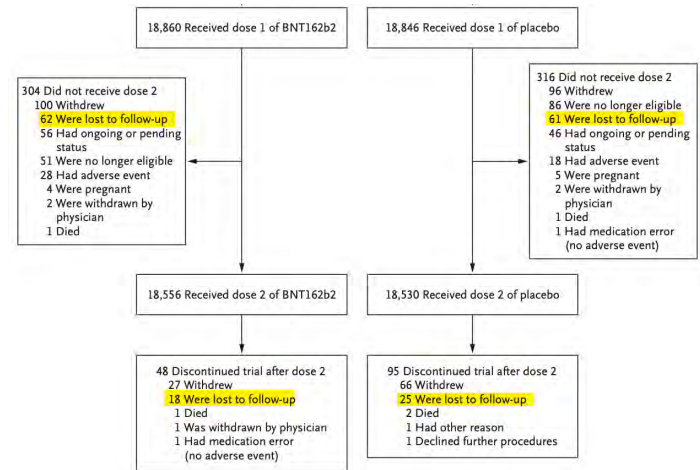 18,860 Received dose 1 of BNT162b2
18,846 Received dose 1 of placebo
304 Did not receive dose 2
100 Withdrew
62 Were lost to follow-up
56 Had ongoing or pending
status
51 Were no longer eligible
28 Had adverse event
4 Were pregnant
2 Were withdrawn by
physician
1 Died
316 Did not receive dose 2
96 Withdrew
86 Were no longer eligible
61 Were lost to follow-up
46 Had ongoing or pending
status
18 Had adverse event
5 Were pregnant
2 Were withdrawn by
physician
1 Died
1 Had medication error
(no adverse event)
18,556 Received dose 2 of BNT162b2
18,530 Received dose 2 of placebo
48 Discontinued trial after dose 2
27 Withdrew
18 Were lost to follow-up
1 Died
1 Was withdrawn by physician
1 Had medication error
(no adverse event)
95 Discontinued trial after dose 2
66 Withdrew
25 Were lost to follow-up
2 Died
1 Had other reason
1 Declined further procedures